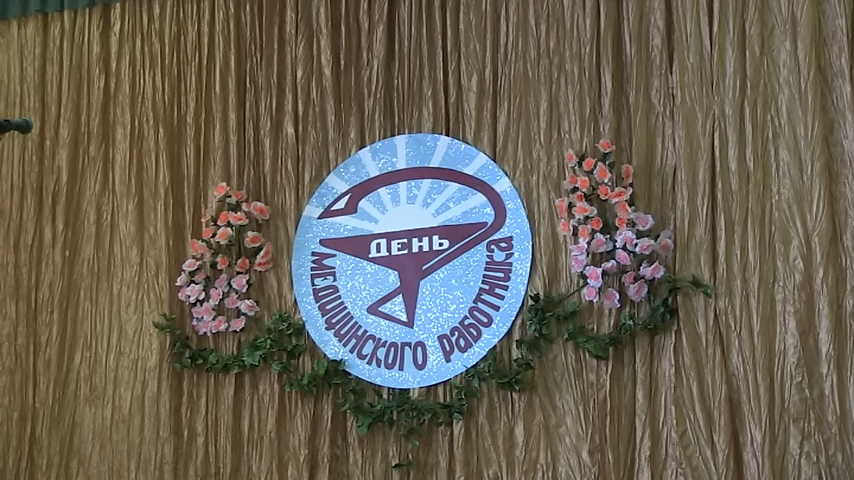 ДЕНЬ
МЕДИЦИНСКОГО РАБОТНИКА